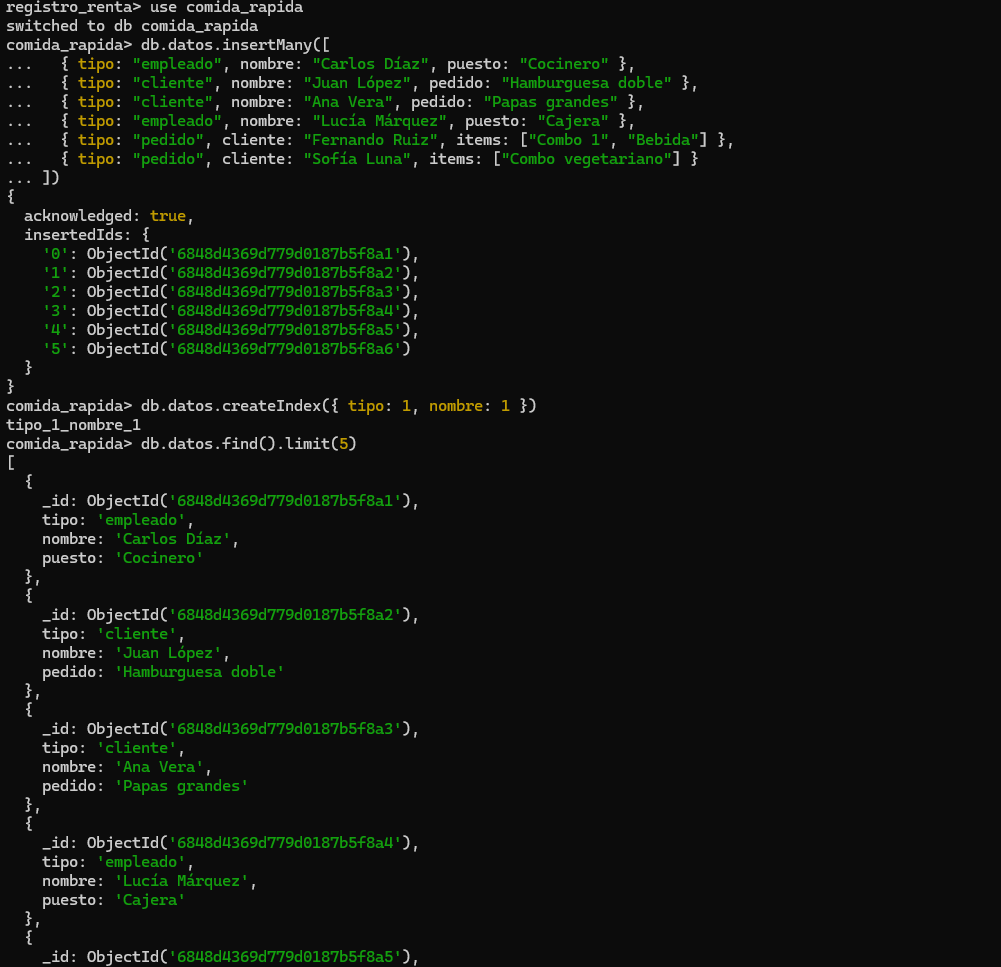 registro_renta> use comida_rapida
switched to db comida_rapida
comida_rapida> db.datos.insertMany([
...   { tipo: "empleado", nombre: "Carlos Díaz", puesto: "Cocinero" },
...   { tipo: "cliente", nombre: "Juan López", pedido: "Hamburguesa doble" },
...   { tipo: "cliente", nombre: "Ana Vera", pedido: "Papas grandes" },
...   { tipo: "empleado", nombre: "Lucía Márquez", puesto: "Cajera" },
...   { tipo: "pedido", cliente: "Fernando Ruiz", items: ["Combo 1", "Bebida"] },
...   { tipo: "pedido", cliente: "Sofía Luna", items: ["Combo vegetariano"] }
... ])
{
  acknowledged: true,
  insertedIds: {
    '0': ObjectId('6848d4369d779d0187b5f8a1'),
    '1': ObjectId('6848d4369d779d0187b5f8a2'),
    '2': ObjectId('6848d4369d779d0187b5f8a3'),
    '3': ObjectId('6848d4369d779d0187b5f8a4'),
    '4': ObjectId('6848d4369d779d0187b5f8a5'),
    '5': ObjectId('6848d4369d779d0187b5f8a6')
  }
}
comida_rapida> db.datos.createIndex({ tipo: 1, nombre: 1 })
tipo_1_nombre_1
comida_rapida> db.datos.find().limit(5)
[
  {
    _id: ObjectId('6848d4369d779d0187b5f8a1'),
    tipo: 'empleado',
    nombre: 'Carlos Díaz',
    puesto: 'Cocinero'
  },
  {
    _id: ObjectId('6848d4369d779d0187b5f8a2'),
    tipo: 'cliente',
    nombre: 'Juan López',
    pedido: 'Hamburguesa doble'
  },
  {
    _id: ObjectId('6848d4369d779d0187b5f8a3'),
    tipo: 'cliente',
    nombre: 'Ana Vera',
    pedido: 'Papas grandes'
  },
  {
    _id: ObjectId('6848d4369d779d0187b5f8a4'),
    tipo: 'empleado',
    nombre: 'Lucía Márquez',
    puesto: 'Cajera'
  },
  {
    _id: ObjectId('6848d4369d779d0187b5f8a5'),